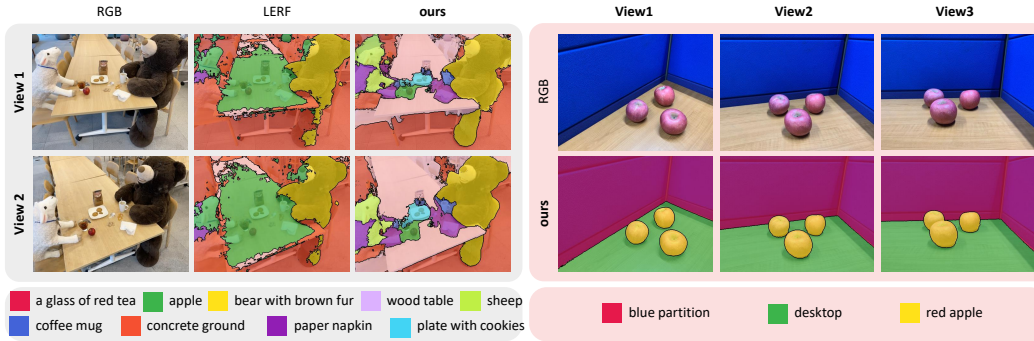 RGB
LERF
ours
View 1
View 2
a glass of red tea
apple
bear with brown fur
wood table
sheep
coffee mug
concrete ground
paper napkin
plate with cookies
View1
View2
View3
RGB
ours
blue partition
desktop
red apple